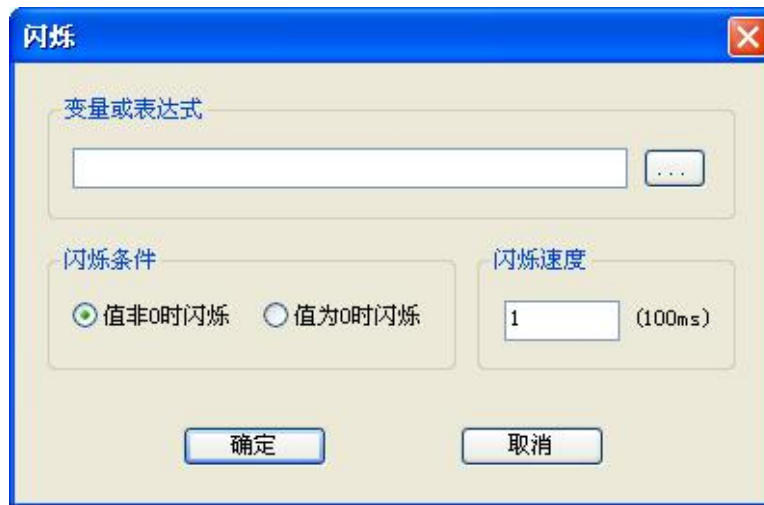 闪烁
变量或表达式
...
闪烁条件
闪烁速度
值非0时闪烁 值为0时闪烁
1 (100ms)
确定 取消